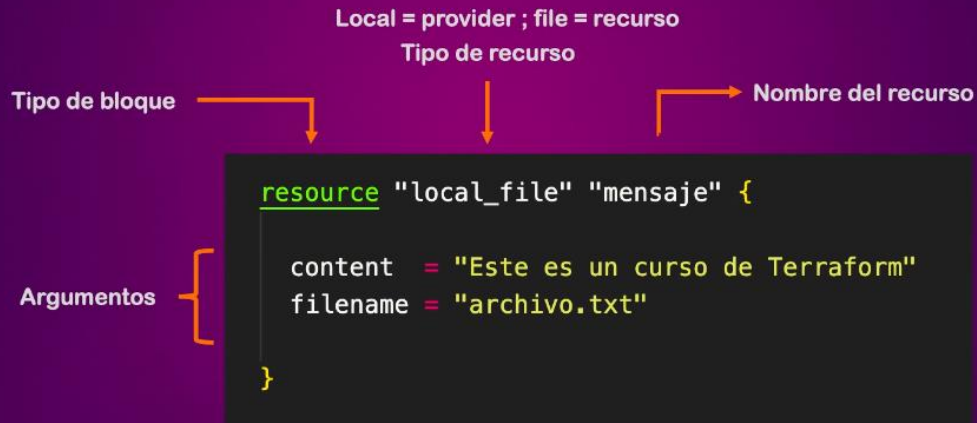 Local = provider ; file = recurso
Tipo de recurso
Tipo de bloque
Nombre del recurso
resource "local_file" "mensaje" {
content = "Este es un curso de Terraform"
filename = "archivo.txt"
}
Argumentos